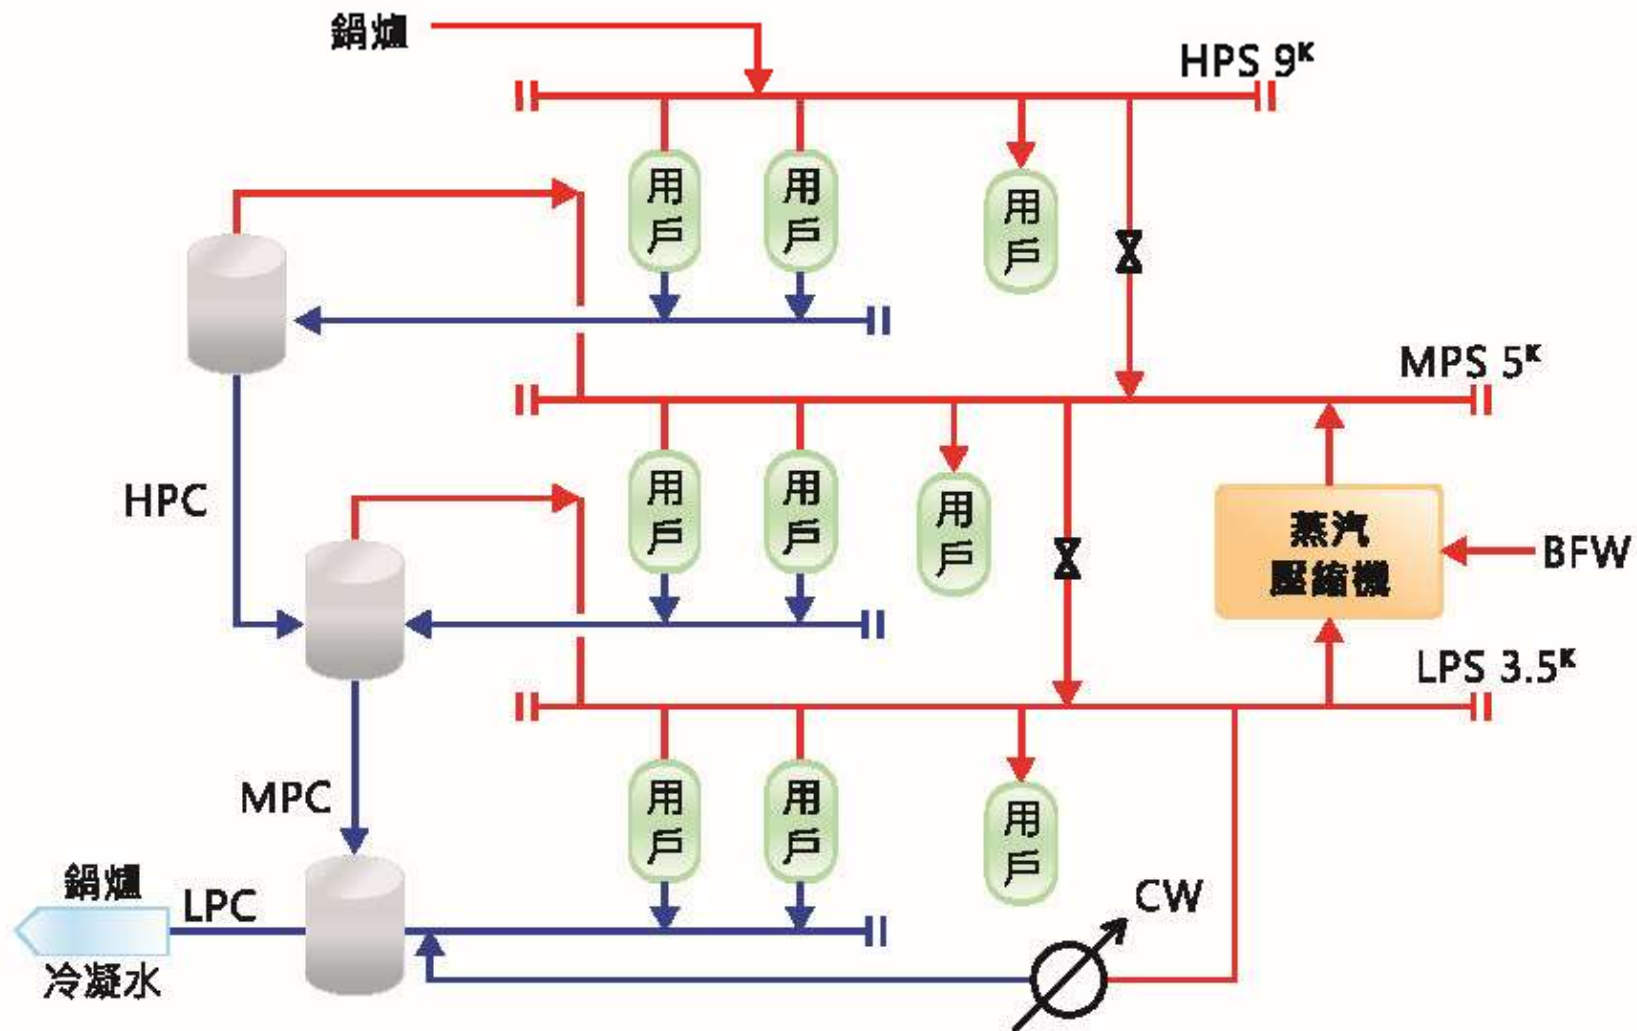 鍋爐
HPS 9ᴷ
用
戶
用
戶
用
戶
MPS 5ᴷ
HPC
用
戶
用
戶
用
戶
蒸汽
壓縮機
BFW
LPS 3.5ᴷ
MPC
用
戶
用
戶
用
戶
鍋爐
LPC
CW
冷凝水